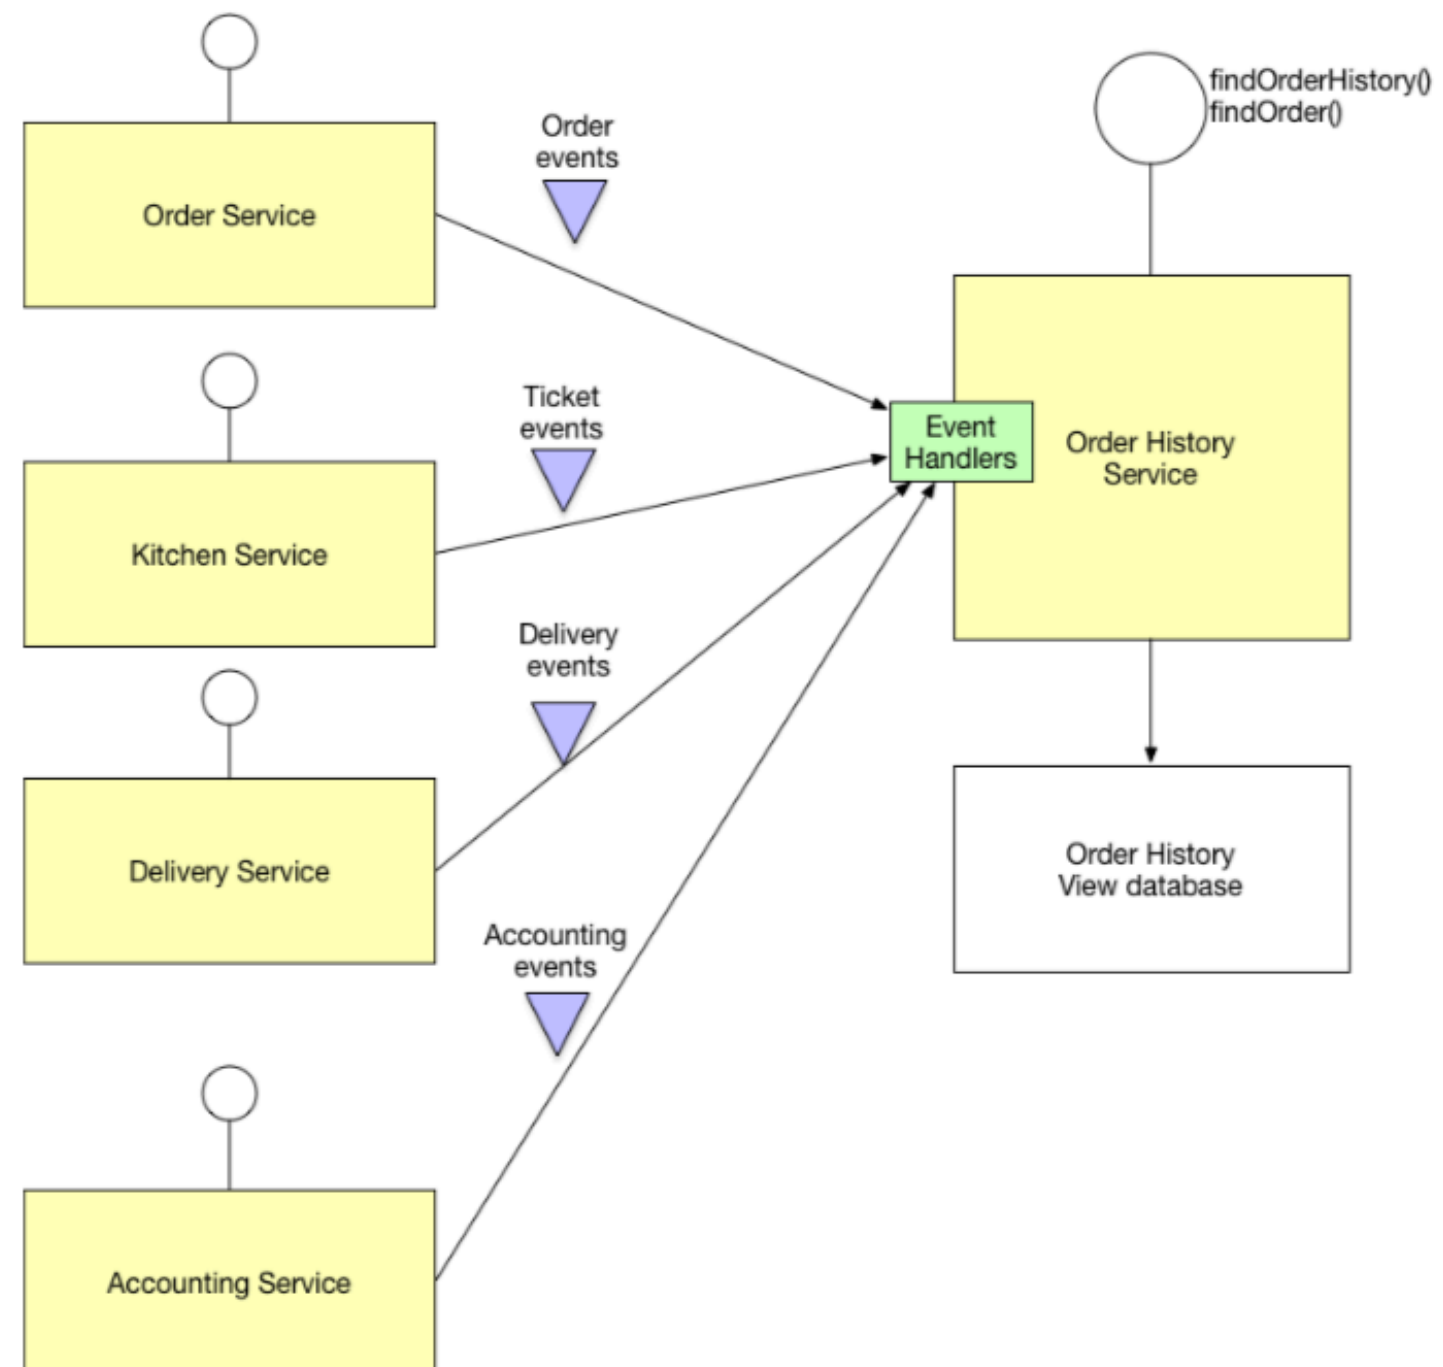 findOrderHistory()
findOrder()
Order
events
Order Service
Ticket
events
Event
Handlers
Order History
Service
Kitchen Service
Delivery
events
Delivery Service
Order History
View database
Accounting
events
Accounting Service